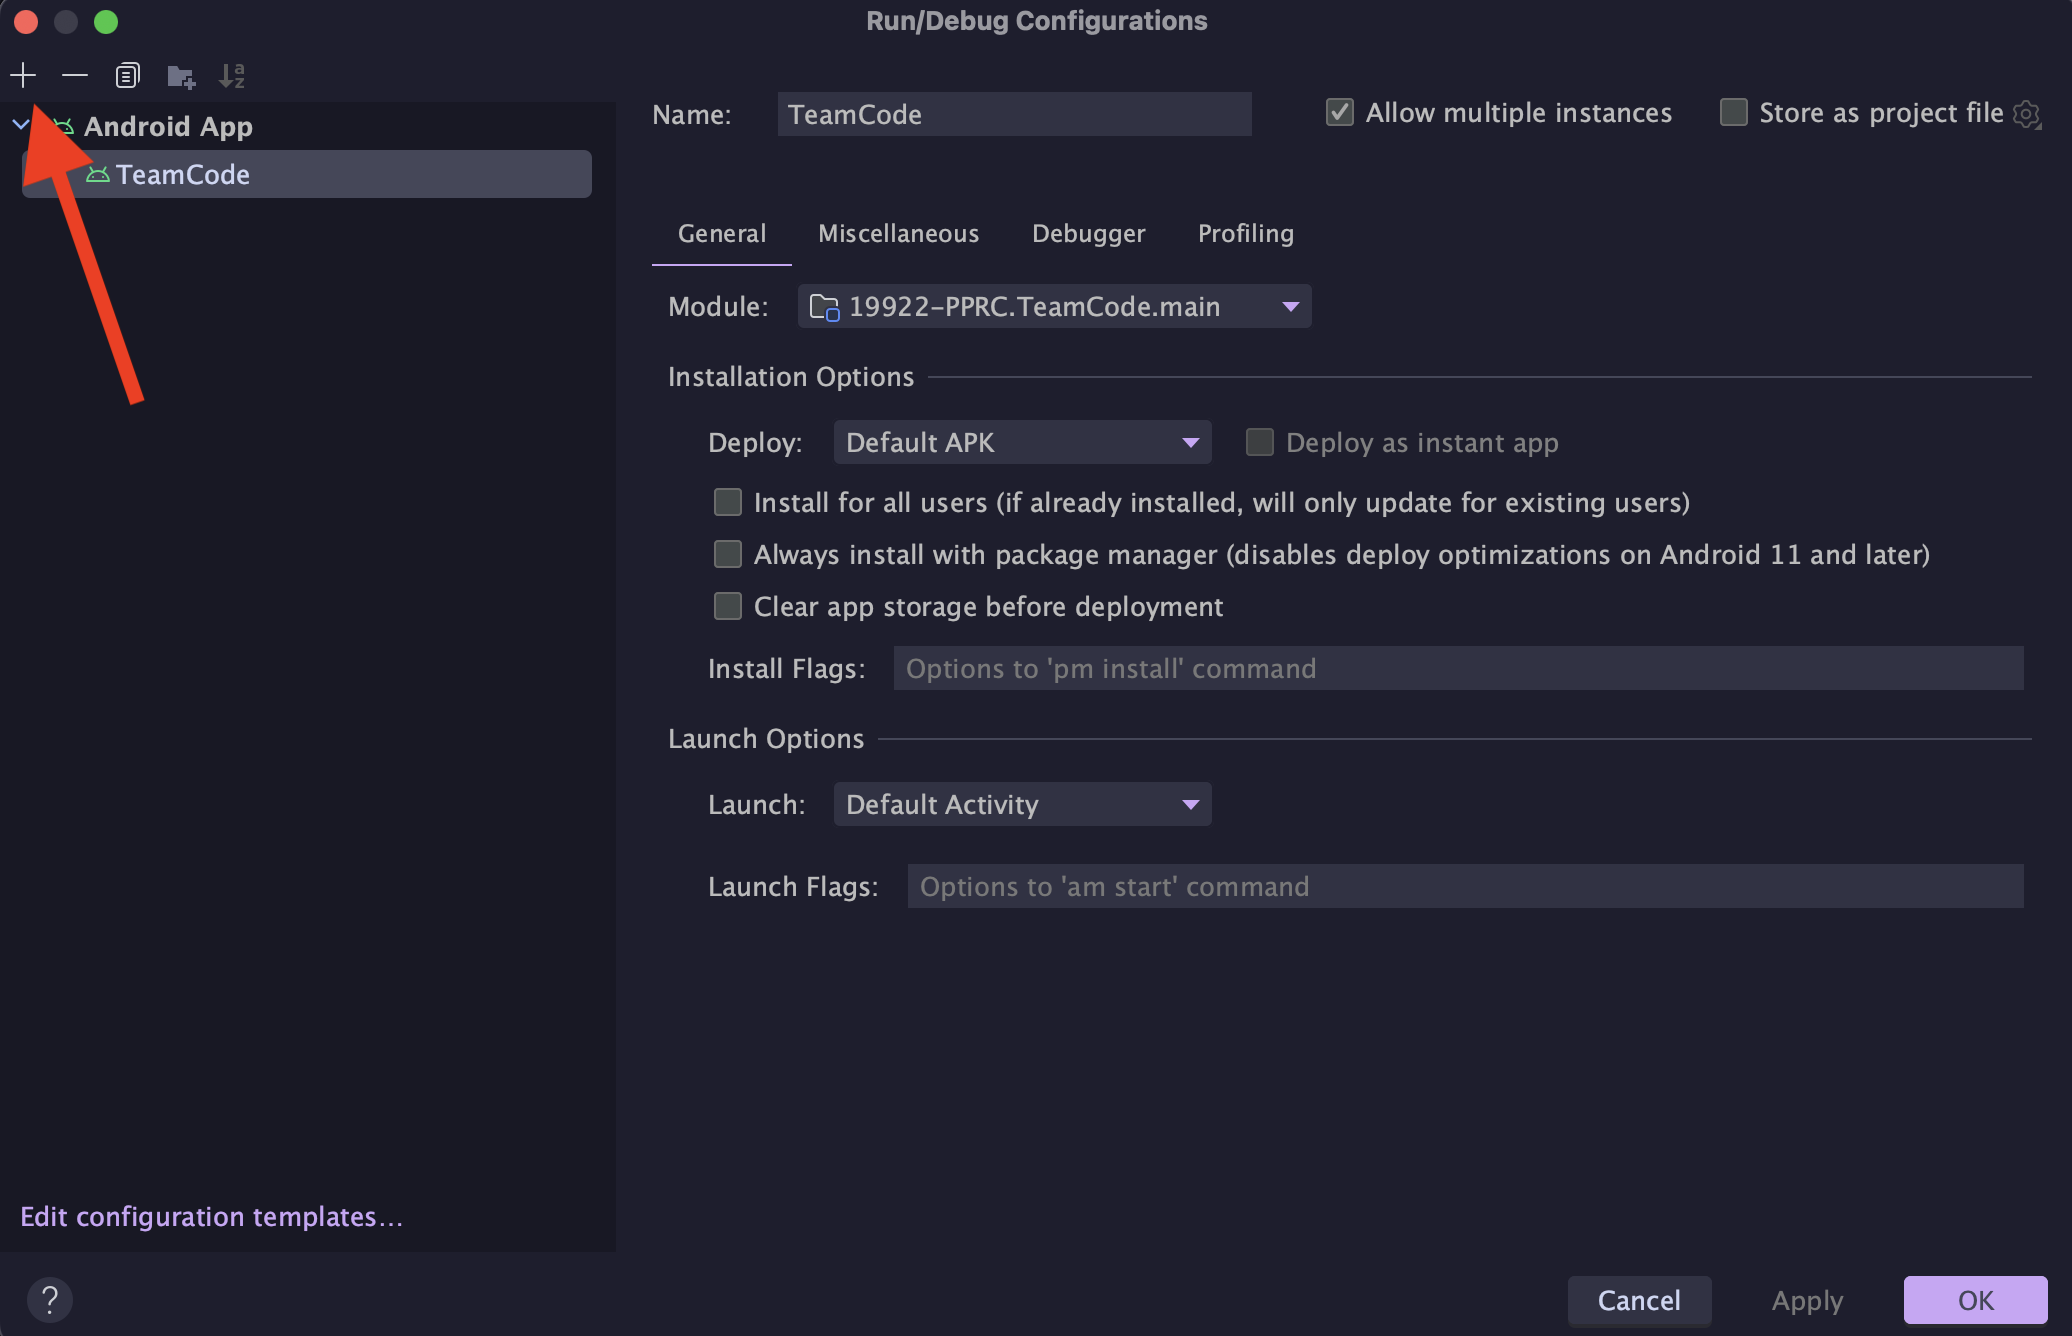 Run/Debug Configurations
Android App
TeamCode
Edit configuration templates...
Name: TeamCode
Allow multiple instances
Store as project file
General Miscellaneous Debugger Profiling
Module: 19922-PPRC.TeamCode.main
Installation Options
Deploy: Default APK
Deploy as instant app
Install for all users (if already installed, will only update for existing users)
Always install with package manager (disables deploy optimizations on Android 11 and later)
Clear app storage before deployment
Install Flags: Options to 'pm install' command
Launch Options
Launch: Default Activity
Launch Flags: Options to 'am start' command
?
Cancel Apply OK